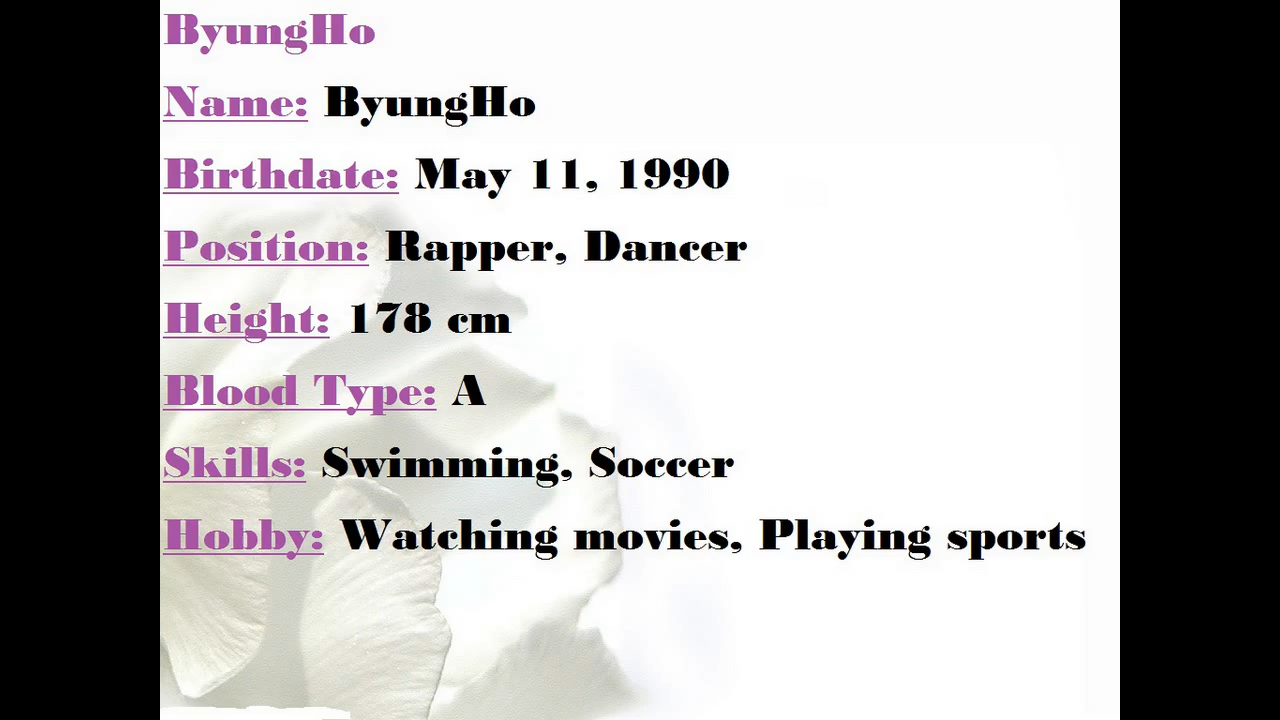 ByungHo
Name: ByungHo
Birthdate: May 11, 1990
Position: Rapper, Dancer
Height: 178 cm
Blood Type: A
Skills: Swimming, Soccer
Hobby: Watching movies, Playing sports